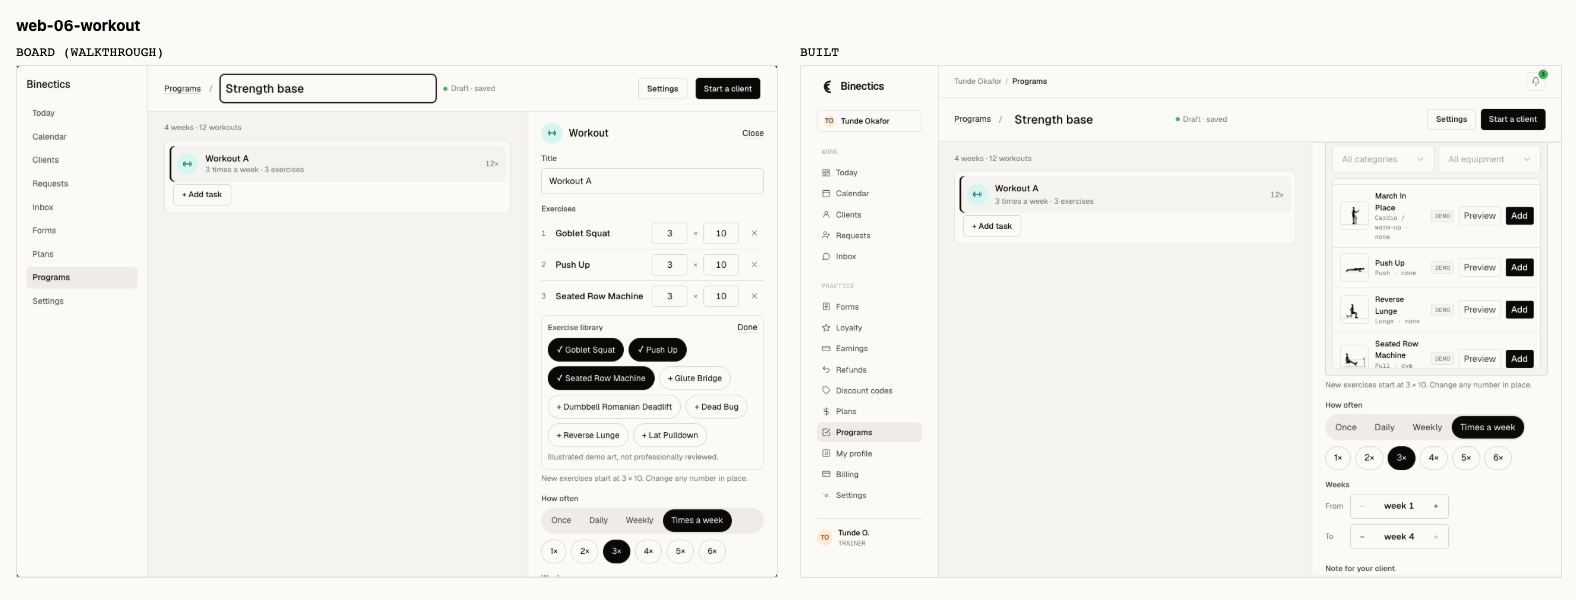 web-06-workout
BOARD (WALKTHROUGH)
Binectics
Today
Calendar
Clients
Requests
Inbox
Forms
Plans
Programs
Settings
Programs / Strength base Draft · saved Settings Start a client
4 weeks · 12 workouts
Workout A
3 times a week · 3 exercises
12×
+ Add task
Workout Close
Title
Workout A
Exercises
1 Goblet Squat 3 × 10 ×
2 Push Up 3 × 10 ×
3 Seated Row Machine 3 × 10 ×
Exercise library Done
✓ Goblet Squat ✓ Push Up
✓ Seated Row Machine + Glute Bridge
+ Dumbbell Romanian Deadlift + Dead Bug
+ Reverse Lunge + Lat Pulldown
Illustrated demo art, not professionally reviewed.
New exercises start at 3 × 10. Change any number in place.
How often
Once Daily Weekly Times a week
1× 2× 3× 4× 5× 6×
BUILT
Binectics
TO Tunde Okafor
WORK
Today
Calendar
Clients
Requests
Inbox
PRACTICE
Forms
Loyalty
Earnings
Refunds
Discount codes
Plans
Programs
My profile
Billing
Settings
TO Tunde O.
TRAINER
Tunde Okafor / Programs
3
Programs / Strength base Draft · saved Settings Start a client
4 weeks · 12 workouts
Workout A
3 times a week · 3 exercises
12×
+ Add task
All categories All equipment
March In
Place
Cardio /
warm-up ·
none
DEMO Preview Add
Push Up
Push · none
DEMO Preview Add
Reverse
Lunge
Lunge · none
DEMO Preview Add
Seated Row
Machine
Pull · gym
DEMO Preview Add
New exercises start at 3 × 10. Change any number in place.
How often
Once Daily Weekly Times a week
1× 2× 3× 4× 5× 6×
Weeks
From − week 1 +
To − week 4 +
Note for your client